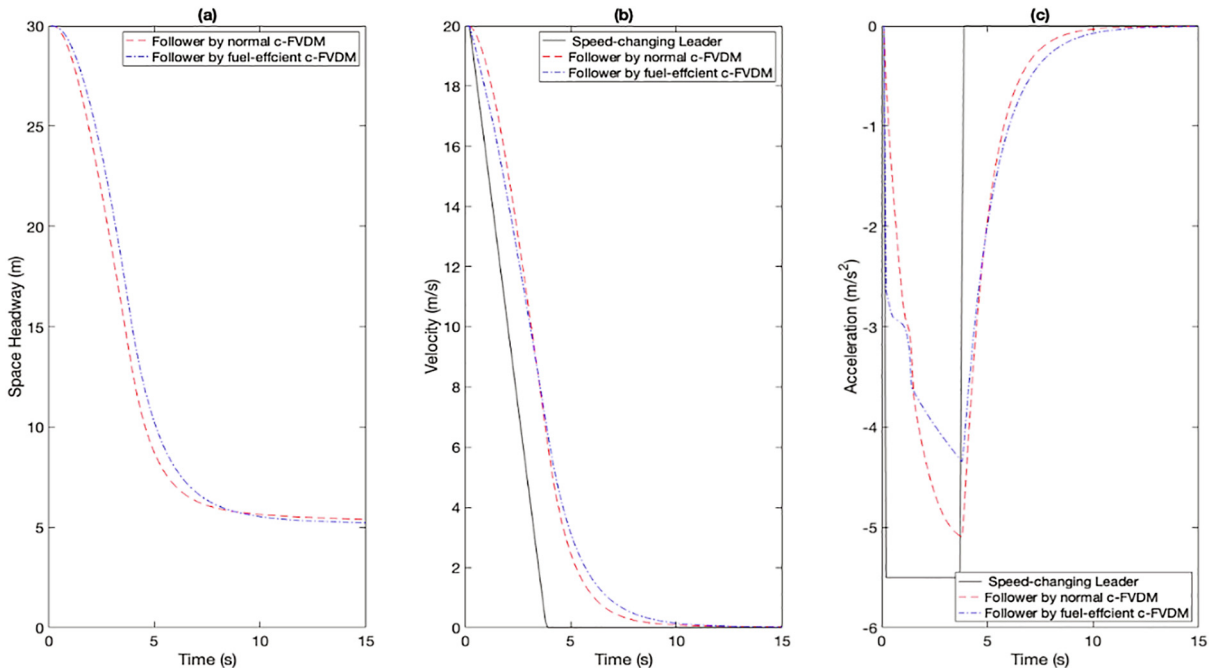 (a)
30
25
20
15
10
5
0
Space Headway (m)
0 5 10 15
Time (s)
Follower by normal c-FVDM
Follower by fuel-effcient c-FVDM
(b)
20
18
16
14
12
10
8
6
4
2
0
Velocity (m/s)
0 5 10 15
Time (s)
Speed-changing Leader
Follower by normal c-FVDM
Follower by fuel-effcient c-FVDM
(c)
0
-1
-2
-3
-4
-5
-6
Acceleration (m/s²)
0 5 10 15
Time (s)
Speed-changing Leader
Follower by normal c-FVDM
Follower by fuel-effcient c-FVDM